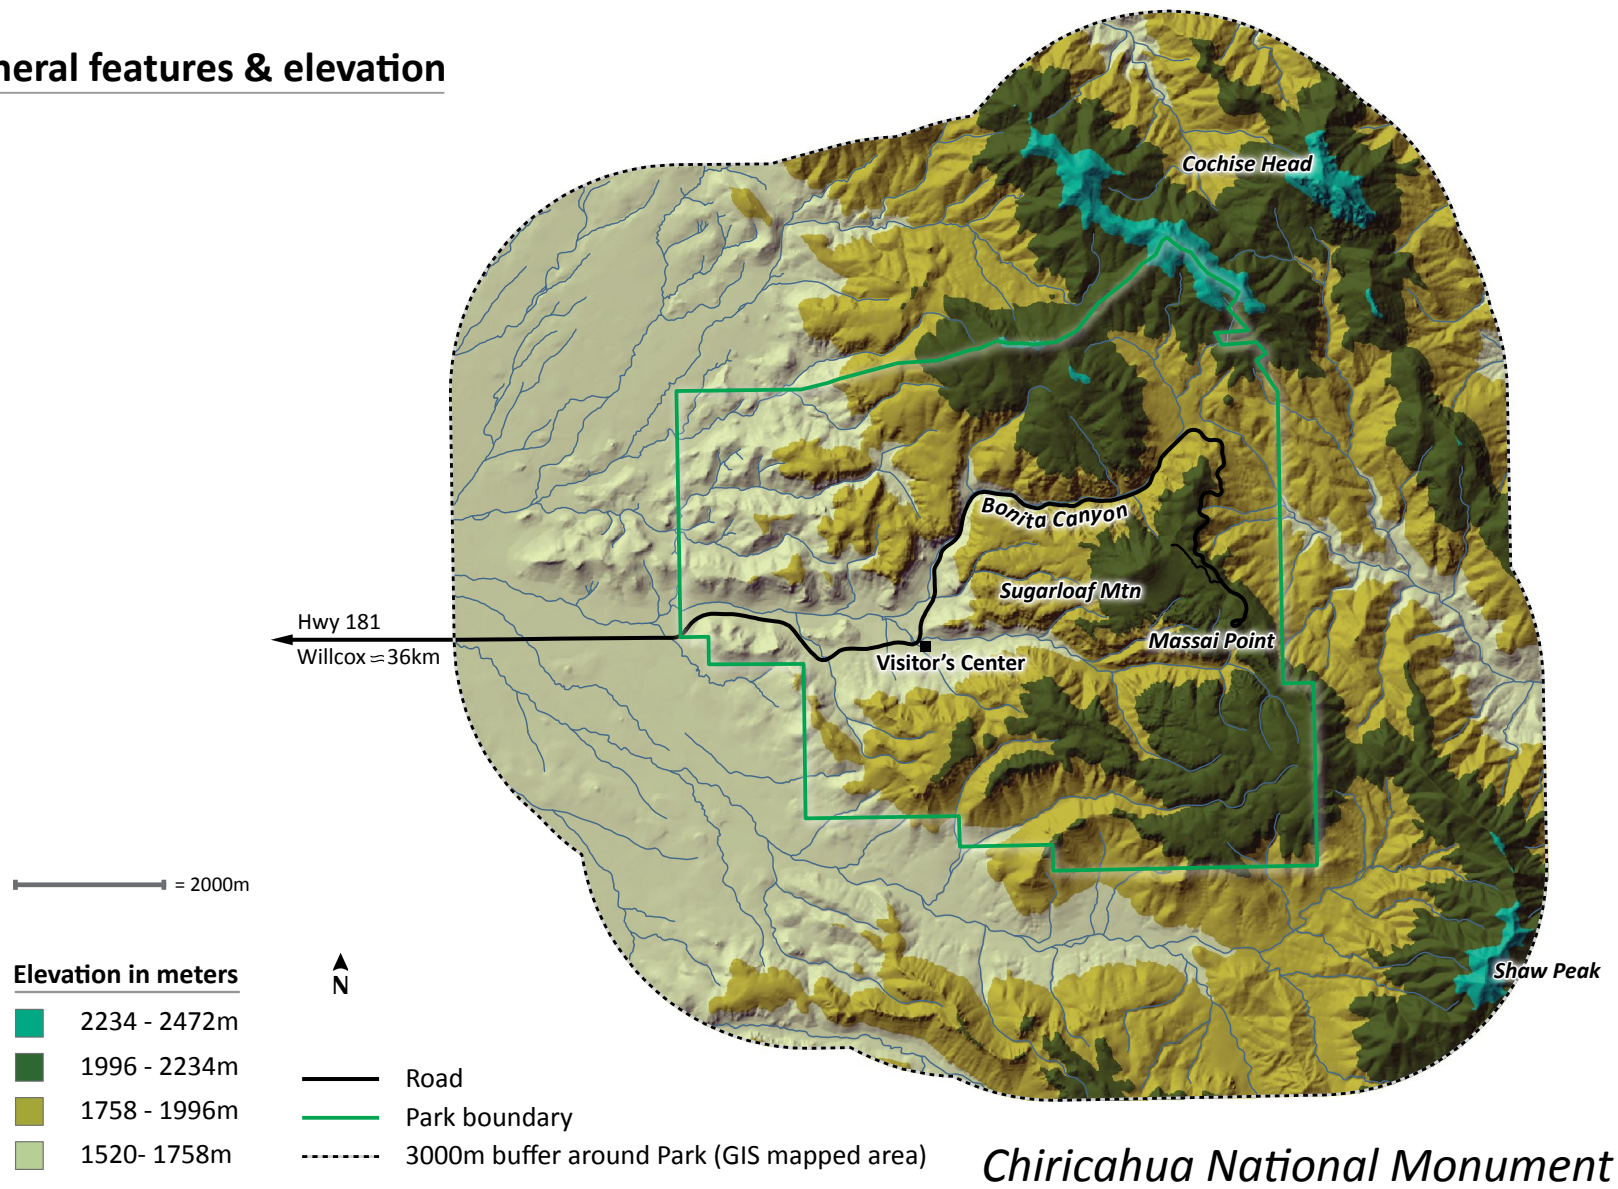 neral features & elevation
Cochise Head
Bonita Canyon
Sugarloaf Mtn
Hwy 181
Massai Point
Willcox ≈36km
Visitor's Center
= 2000m
Elevation in meters
N
Shaw Peak
2234 - 2472m
1996 - 2234m
Road
1758 - 1996m
Park boundary
1520- 1758m
3000m buffer around Park (GIS mapped area)
Chiricahua National Monument